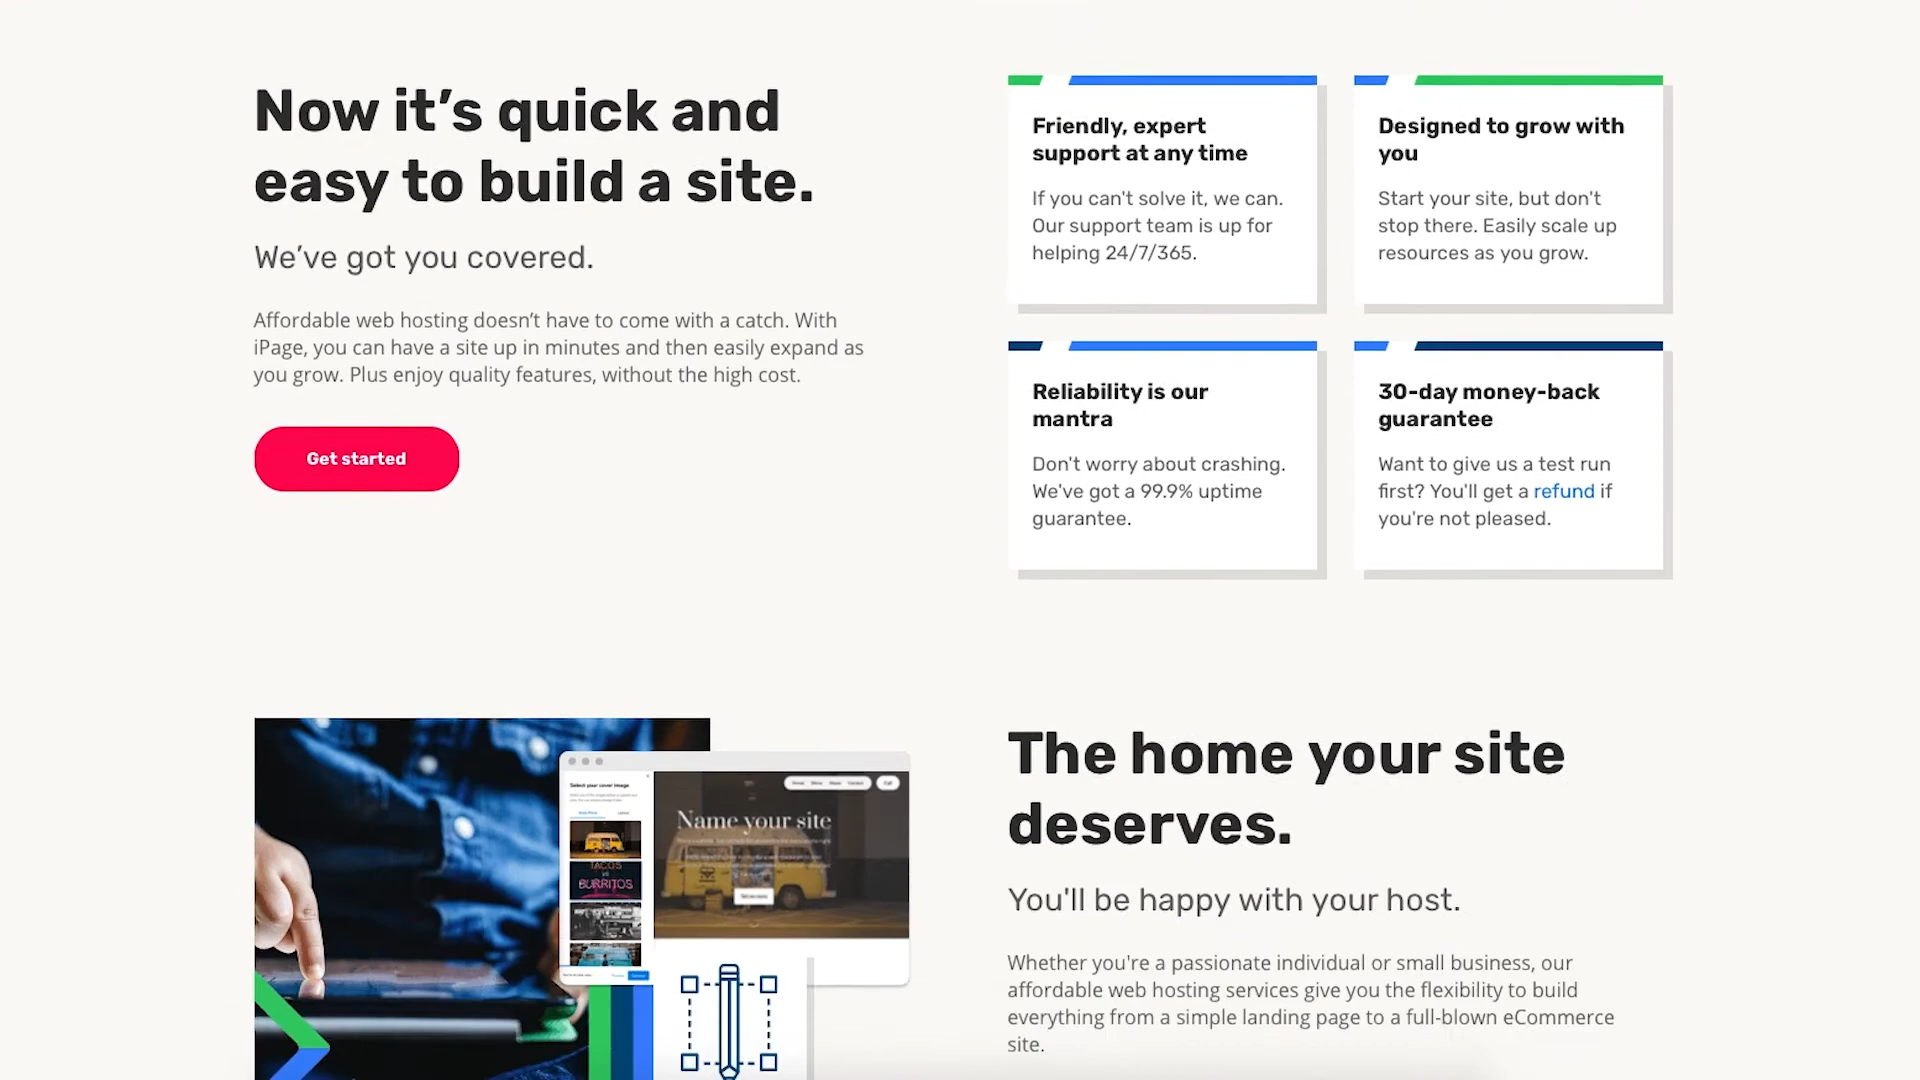 Now it’s quick and
easy to build a site.
We’ve got you covered.
Affordable web hosting doesn’t have to come with a catch. With
iPage, you can have a site up in minutes and then easily expand as
you grow. Plus enjoy quality features, without the high cost.
Get started
Friendly, expert
support at any time
If you can't solve it, we can.
Our support team is up for
helping 24/7/365.
Designed to grow with
you
Start your site, but don't
stop there. Easily scale up
resources as you grow.
Reliability is our
mantra
Don't worry about crashing.
We've got a 99.9% uptime
guarantee.
30-day money-back
guarantee
Want to give us a test run
first? You'll get a refund if
you're not pleased.
Select your cover image
TACOS
BURRITOS
Name your site
The home your site
deserves.
You'll be happy with your host.
Whether you're a passionate individual or small business, our
affordable web hosting services give you the flexibility to build
everything from a simple landing page to a full-blown eCommerce
site.